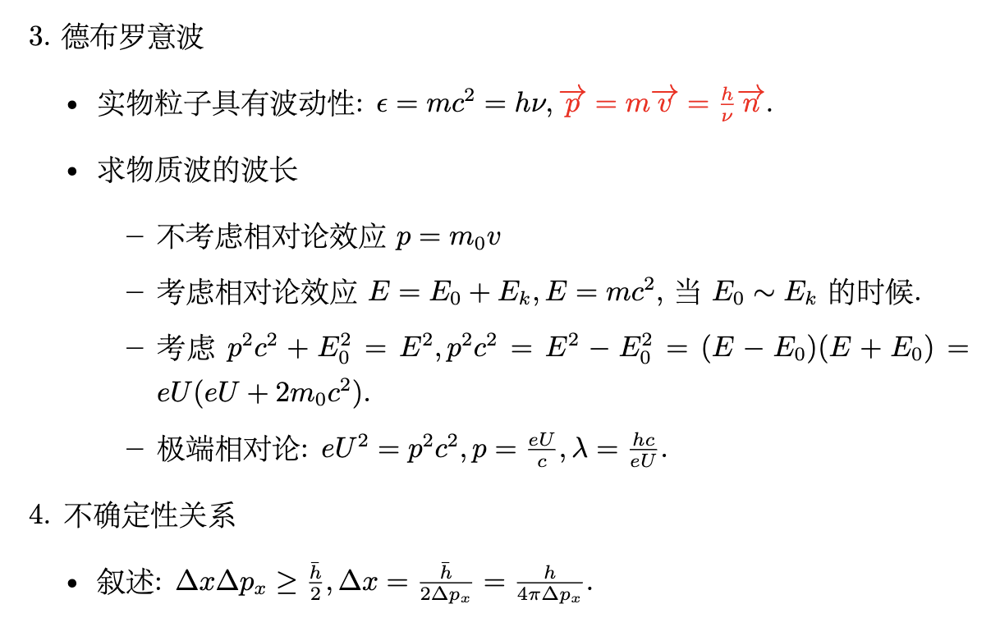 3. 德布罗意波
• 实物粒子具有波动性: $\epsilon = mc^2 = h\nu, \overrightarrow{p} = m\overrightarrow{v} = \frac{h}{\nu}\overrightarrow{n}$.
• 求物质波的波长
– 不考虑相对论效应 $p = m_0v$
– 考虑相对论效应 $E = E_0 + E_k, E = mc^2$, 当 $E_0 \sim E_k$ 的时候.
– 考虑 $p^2c^2 + E_0^2 = E^2, p^2c^2 = E^2 - E_0^2 = (E - E_0)(E + E_0) =$
$eU(eU + 2m_0c^2)$.
– 极端相对论: $eU^2 = p^2c^2, p = \frac{eU}{c}, \lambda = \frac{hc}{eU}$.
4. 不确定性关系
• 叙述: $\Delta x\Delta p_x \geq \frac{\bar{h}}{2}, \Delta x = \frac{\bar{h}}{2\Delta p_x} = \frac{h}{4\pi\Delta p_x}$.